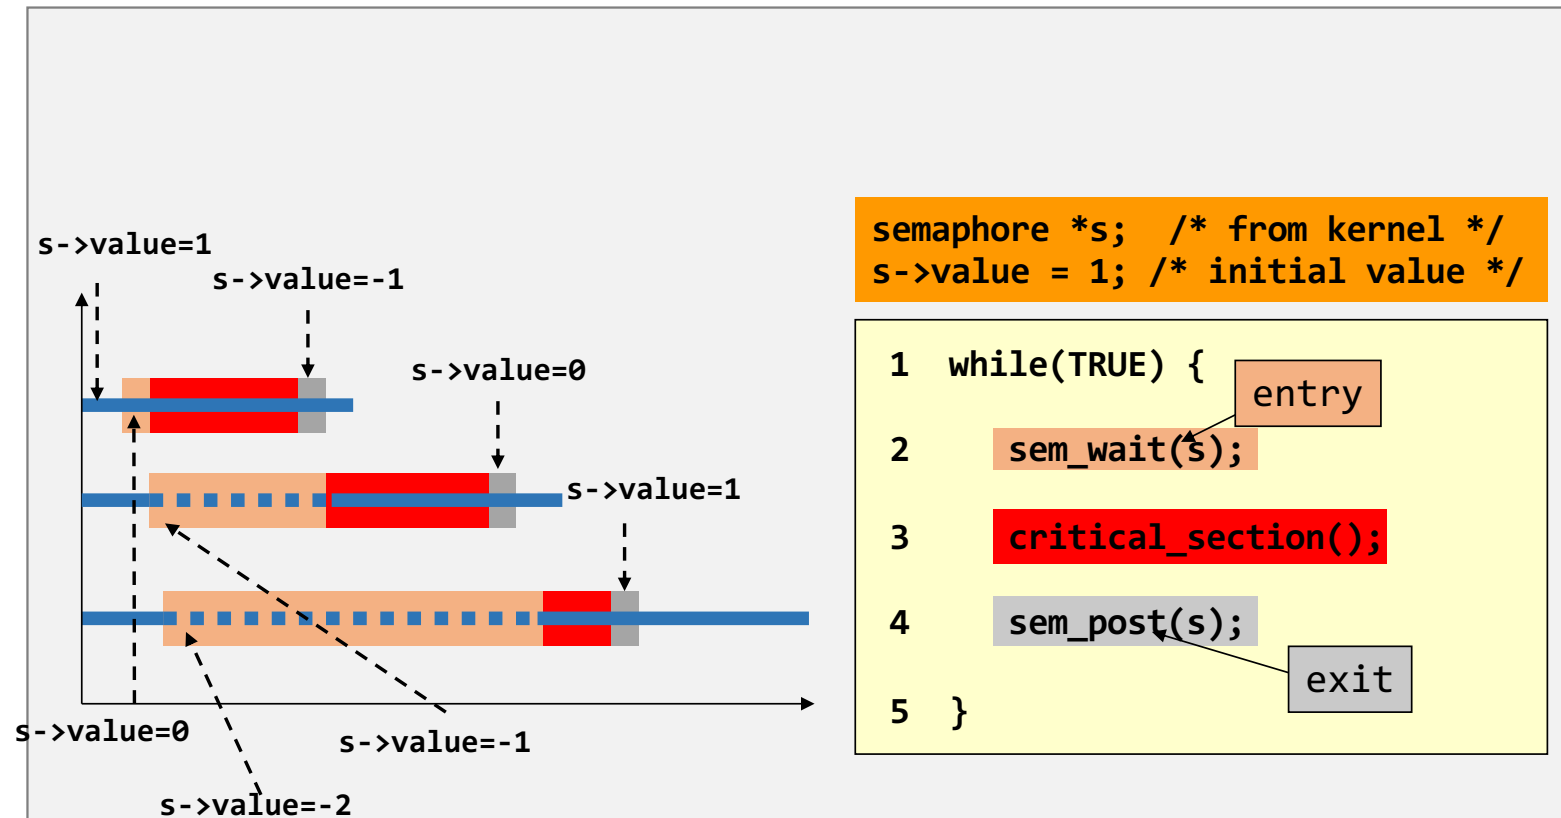 s->value=1
s->value=-1
s->value=0
s->value=1
s->value=0
s->value=-1
s->value=-2
semaphore *s;  /* from kernel */
s->value = 1; /* initial value */
1 while(TRUE) {
entry
2 sem_wait(s);
3 critical_section();
4 sem_post(s);
exit
5 }